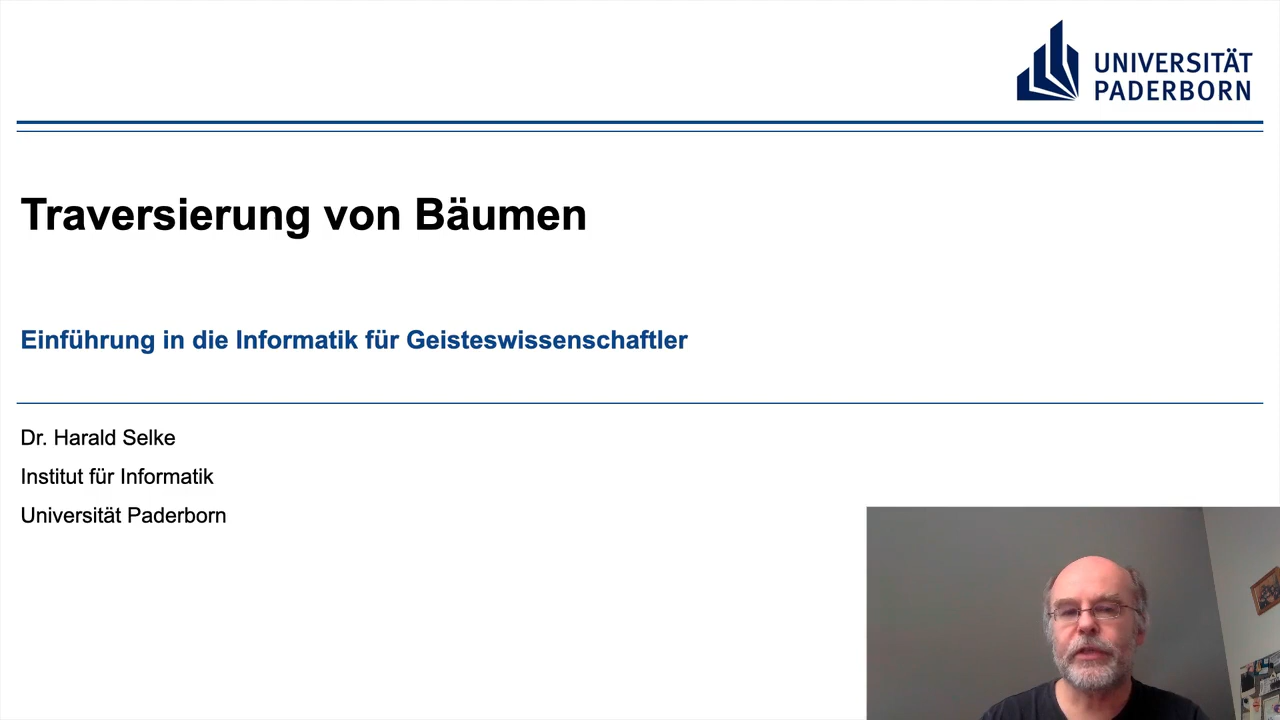 UNIVERSITÄT
PADERBORN
Traversierung von Bäumen
Einführung in die Informatik für Geisteswissenschaftler
Dr. Harald Selke
Institut für Informatik
Universität Paderborn